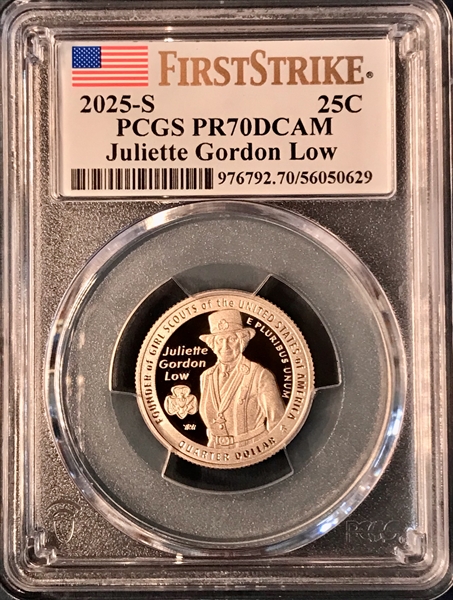 FIRSTSTRIKE®
2025-S 25C
PCGS PR70DCAM
Juliette Gordon Low
976792.70/56050629
FOUNDER of GIRL SCOUTS of the UNITED STATES of AMERICA
E PLURIBUS UNUM
Juliette
Gordon
Low
QUARTER DOLLAR
PCGS